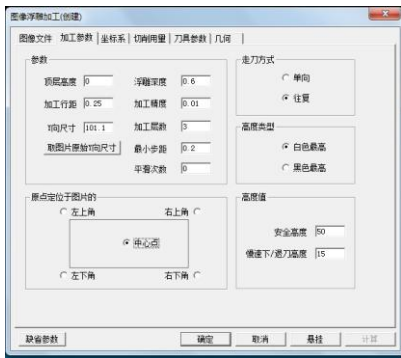 图像浮雕加工(创建)
图像文件 加工参数 坐标系 切削用量 刀具参数 几何
参数
顶层高度 0 浮雕深度 0.6
加工行距 0.25 加工精度 0.01
Y向尺寸 101.1 加工层数 3
取图片原始Y向尺寸 最小步距 0.2
平滑次数 0
走刀方式
单向
往复
高度类型
白色最高
黑色最高
原点定位于图片的
左上角 右上角
中心点
左下角 右下角
高度值
安全高度 50
慢速下/退刀高度 15
缺省参数 确定 取消 悬挂 计算